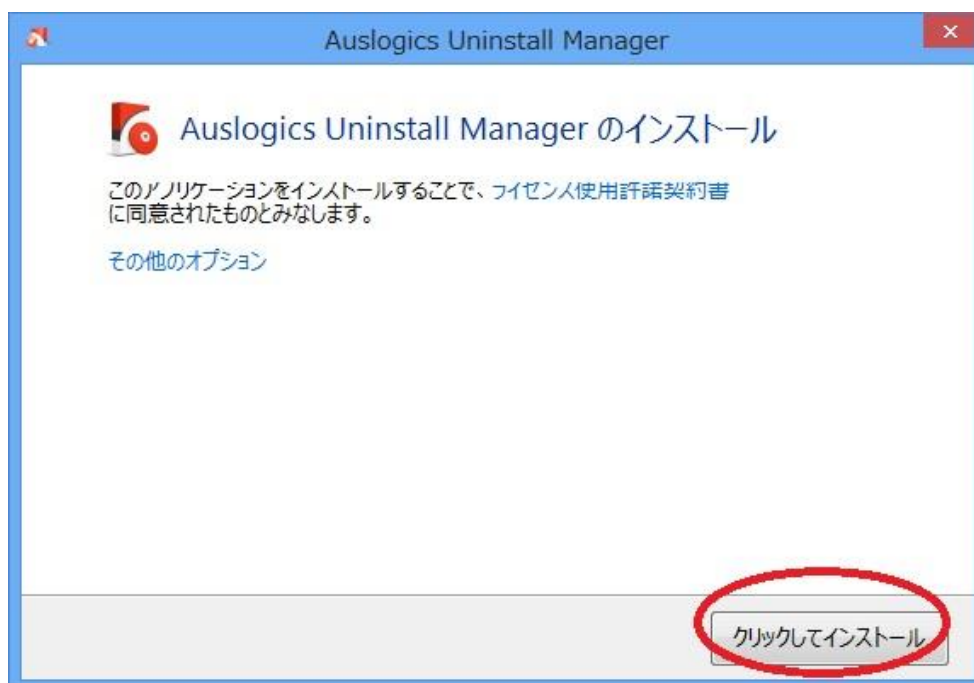 Auslogics Uninstall Manager
Auslogics Uninstall Manager のインストール
このアプリケーションをインストールすることで、ライセンス使用許諾契約書
に同意されたものとみなします。
その他のオプション
クリックしてインストール